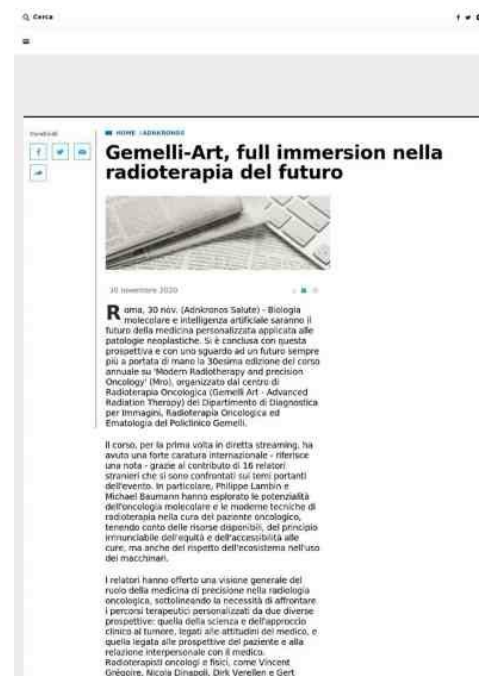 Cerca
Condividi
HOME / ADNKRONOS
Gemelli-Art, full immersion nella
radioterapia del futuro
30 novembre 2020
Roma, 30 nov. (Adnkronos Salute) - Biologia
molecolare e intelligenza artificiale saranno il
futuro della medicina personalizzata applicata alle
patologie neoplastiche. Si è conclusa con questa
prospettiva e con uno sguardo ad un futuro sempre
più a portata di mano la 30esima edizione del corso
annuale su 'Modern Radiotherapy and precision
Oncology' (Mro), organizzato dal centro di
Radioterapia Oncologica (Gemelli Art - Advanced
Radiation Therapy) del Dipartimento di Diagnostica
per Immagini, Radioterapia Oncologica ed
Ematologia del Policlinico Gemelli.
Il corso, per la prima volta in diretta streaming, ha
avuto una forte caratura internazionale - riferisce
una nota - grazie al contributo di 16 relatori
stranieri che si sono confrontati sui temi portanti
dell'evento. In particolare, Philippe Lambin e
Michael Baumann hanno esplorato le potenzialità
dell'oncologia molecolare e le moderne tecniche di
radioterapia nella cura del paziente oncologico,
tenendo conto delle risorse disponibili, del principio
irrinunciabile dell'equità e dell'accessibilità alle
cure, ma anche del rispetto dell'ecosistema nell'uso
dei macchinari.
I relatori hanno offerto una visione generale del
ruolo della medicina di precisione nella radiologia
oncologica, sottolineando la necessità di affrontare
i percorsi terapeutici personalizzati da due diverse
prospettive: quella della scienza e dell'approccio
clinico al tumore, legati alle attitudini del medico, e
quella legata alle prospettive del paziente e alla
relazione interpersonale con il medico.
Radioterapisti oncologi e fisici, come Vincent
Grégoire, Nicola Dinapoli, Dirk Verellen e Gert